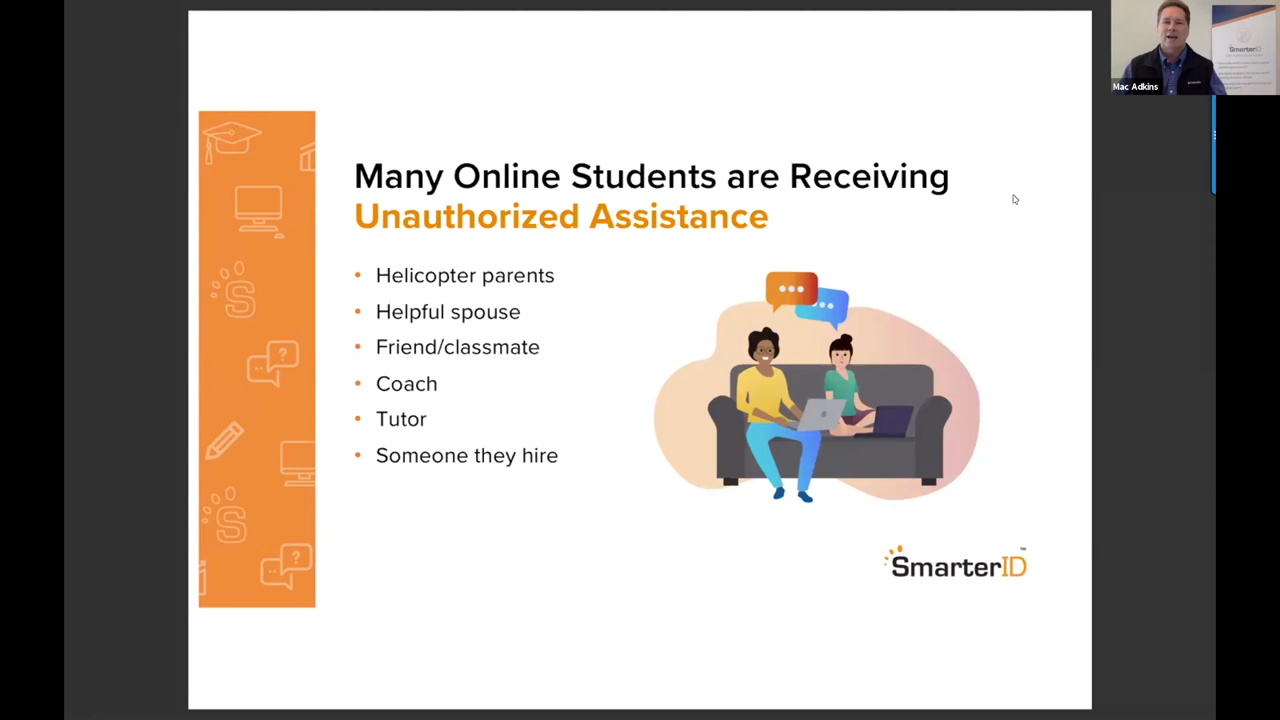 SmarterID
Mac Adkins
Many Online Students are Receiving
Unauthorized Assistance
• Helicopter parents
• Helpful spouse
• Friend/classmate
• Coach
• Tutor
• Someone they hire
SmarterID™